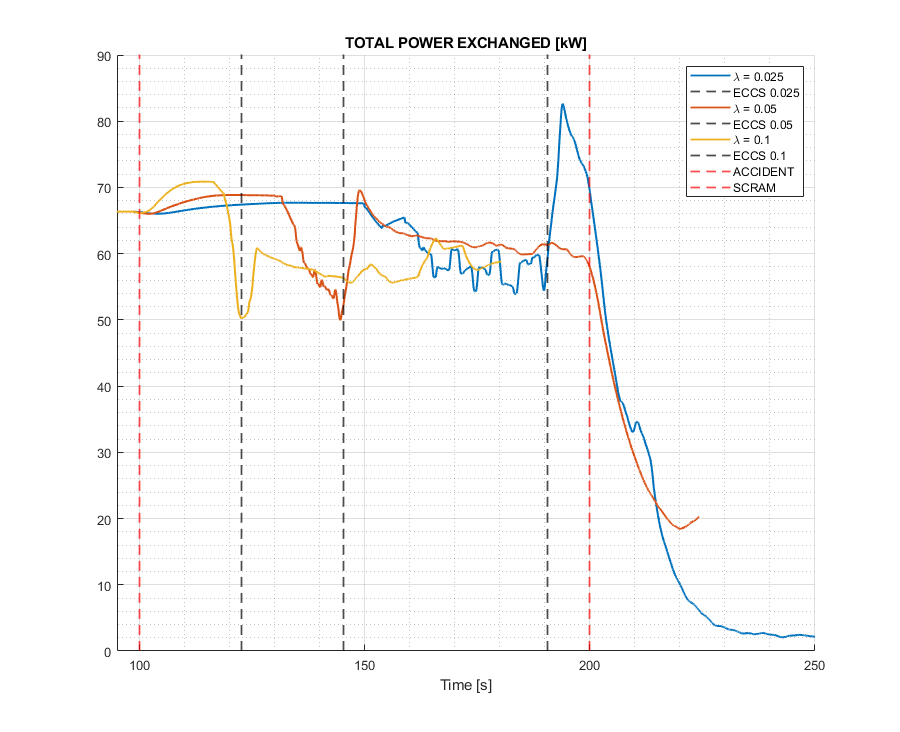 TOTAL POWER EXCHANGED [kW]
90
80
70
60
50
40
30
20
10
0
100
150
200
250
Time [s]
λ = 0.025
ECCS 0.025
λ = 0.05
ECCS 0.05
λ = 0.1
ECCS 0.1
ACCIDENT
SCRAM